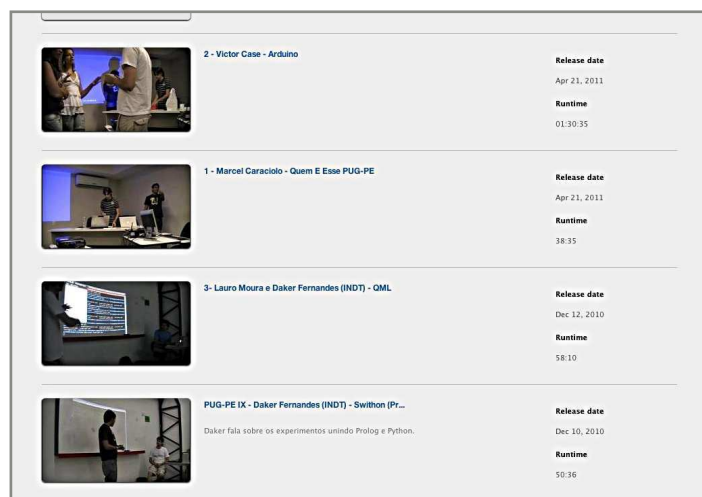 2 - Victor Case - Arduino
Release date
Apr 21, 2011
Runtime
01:30:35
1 - Marcel Caraciolo - Quem E Esse PUG-PE
Release date
Apr 21, 2011
Runtime
38:35
3- Lauro Moura e Daker Fernandes (INDT) - QML
Release date
Dec 12, 2010
Runtime
58:10
PUG-PE IX - Daker Fernandes (INDT) - Swithon (Pr...
Daker fala sobre os experimentos unindo Prolog e Python.
Release date
Dec 10, 2010
Runtime
50:36